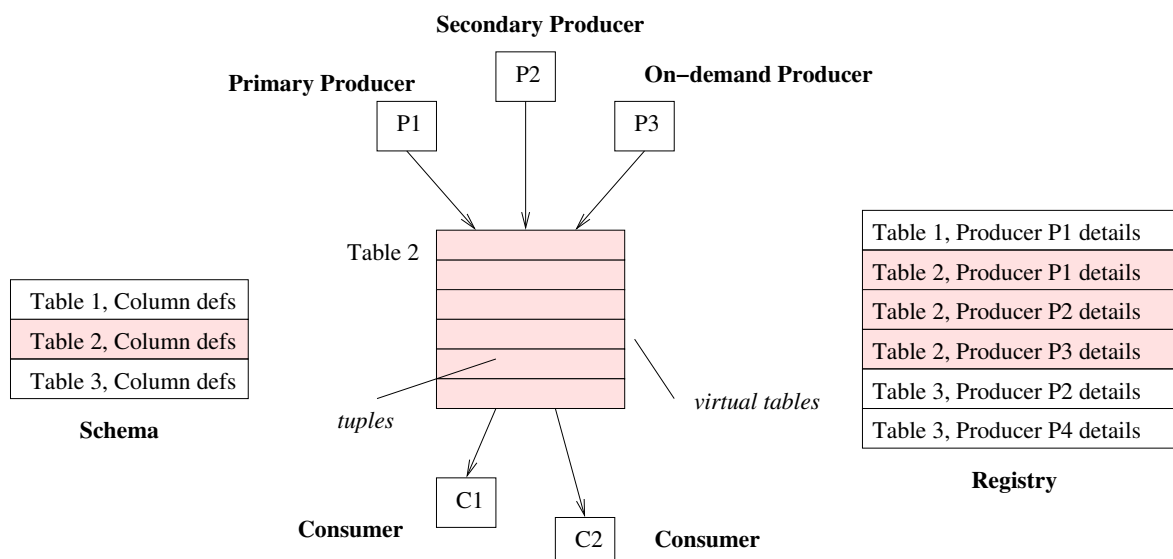 Secondary Producer
P2
On−demand Producer
Primary Producer
P1
P3
Table 2
Table 1, Column defs
Table 2, Column defs
Table 3, Column defs
Schema
tuples
virtual tables
Table 1, Producer P1 details
Table 2, Producer P1 details
Table 2, Producer P2 details
Table 2, Producer P3 details
Table 3, Producer P2 details
Table 3, Producer P4 details
Registry
C1
Consumer
C2
Consumer